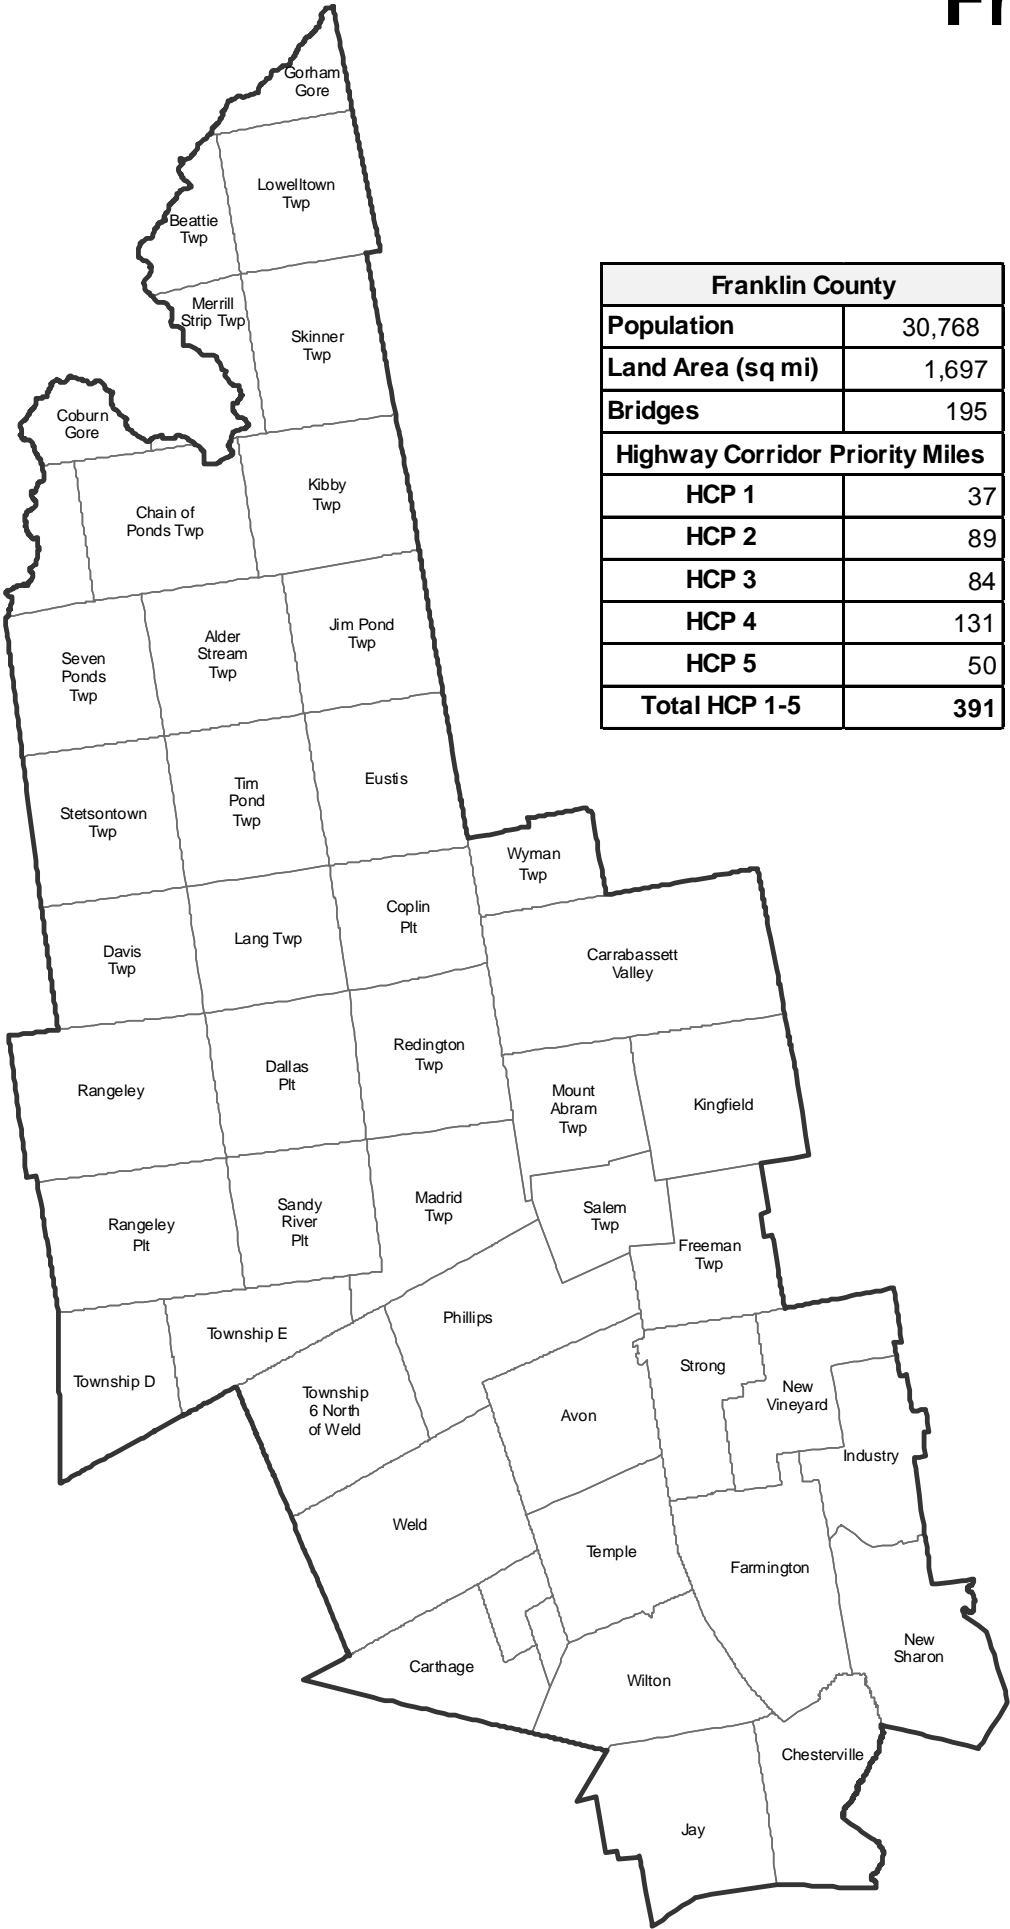 Gorham
Gore
Lowelltown
Twp
Beattie
Twp
Merrill
Strip Twp
Skinner
Twp
Coburn
Gore
Kibby
Twp
Chain of
Ponds Twp
Jim Pond
Twp
Alder
Stream
Twp
Seven
Ponds
Twp
Eustis
Tim
Pond
Twp
Stetsontown
Twp
Wyman
Twp
Coplin
Plt
Lang Twp
Davis
Twp
Carrabassett
Valley
Redington
Twp
Dallas
Plt
Rangeley
Mount
Abram
Twp
Kingfield
Madrid
Twp
Sandy
River
Plt
Rangeley
Plt
Salem
Twp
Freeman
Twp
Phillips
Township E
Township D
Strong
New
Vineyard
Township
6 North
of Weld
Avon
Industry
Weld
Temple
Farmington
New
Sharon
Carthage
Wilton
Chesterville
Jay
Franklin County
Population 30,768
Land Area (sq mi) 1,697
Bridges 195
Highway Corridor Priority Miles
HCP 1 37
HCP 2 89
HCP 3 84
HCP 4 131
HCP 5 50
Total HCP 1-5 391